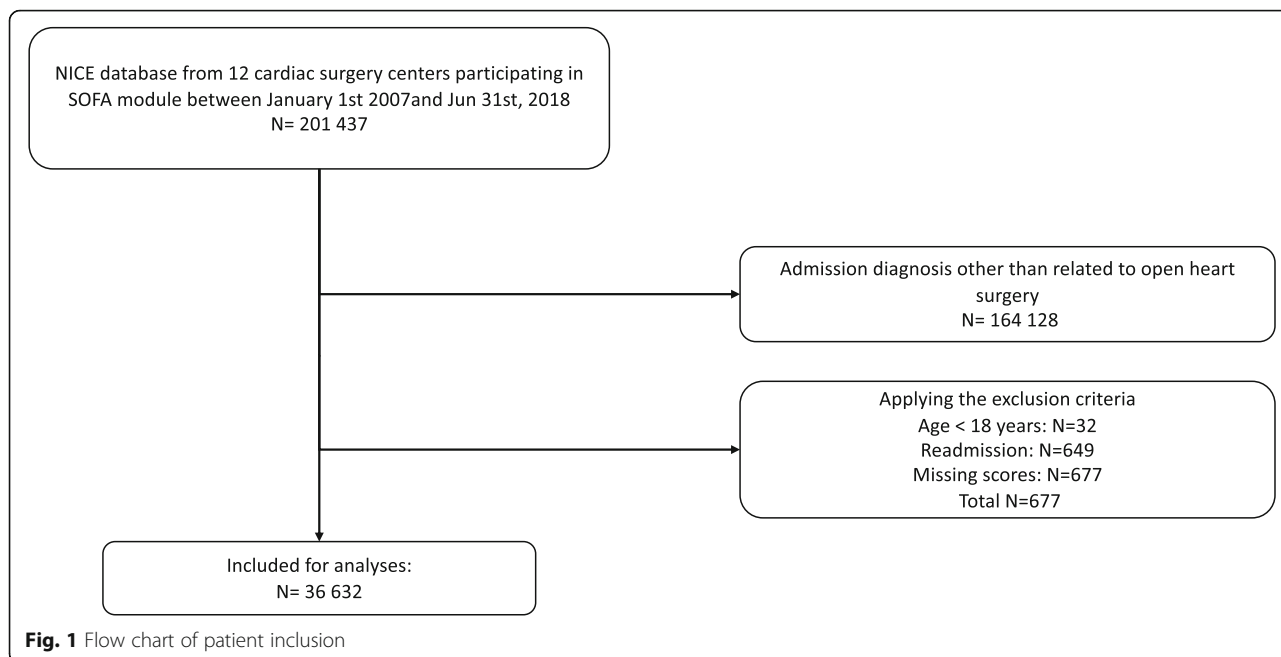 NICE database from 12 cardiac surgery centers participating in
SOFA module between January 1st 2007and Jun 31st, 2018
N= 201 437
Admission diagnosis other than related to open heart
surgery
N= 164 128
Applying the exclusion criteria
Age < 18 years: N=32
Readmission: N=649
Missing scores: N=677
Total N=677
Included for analyses:
N= 36 632
Fig. 1 Flow chart of patient inclusion